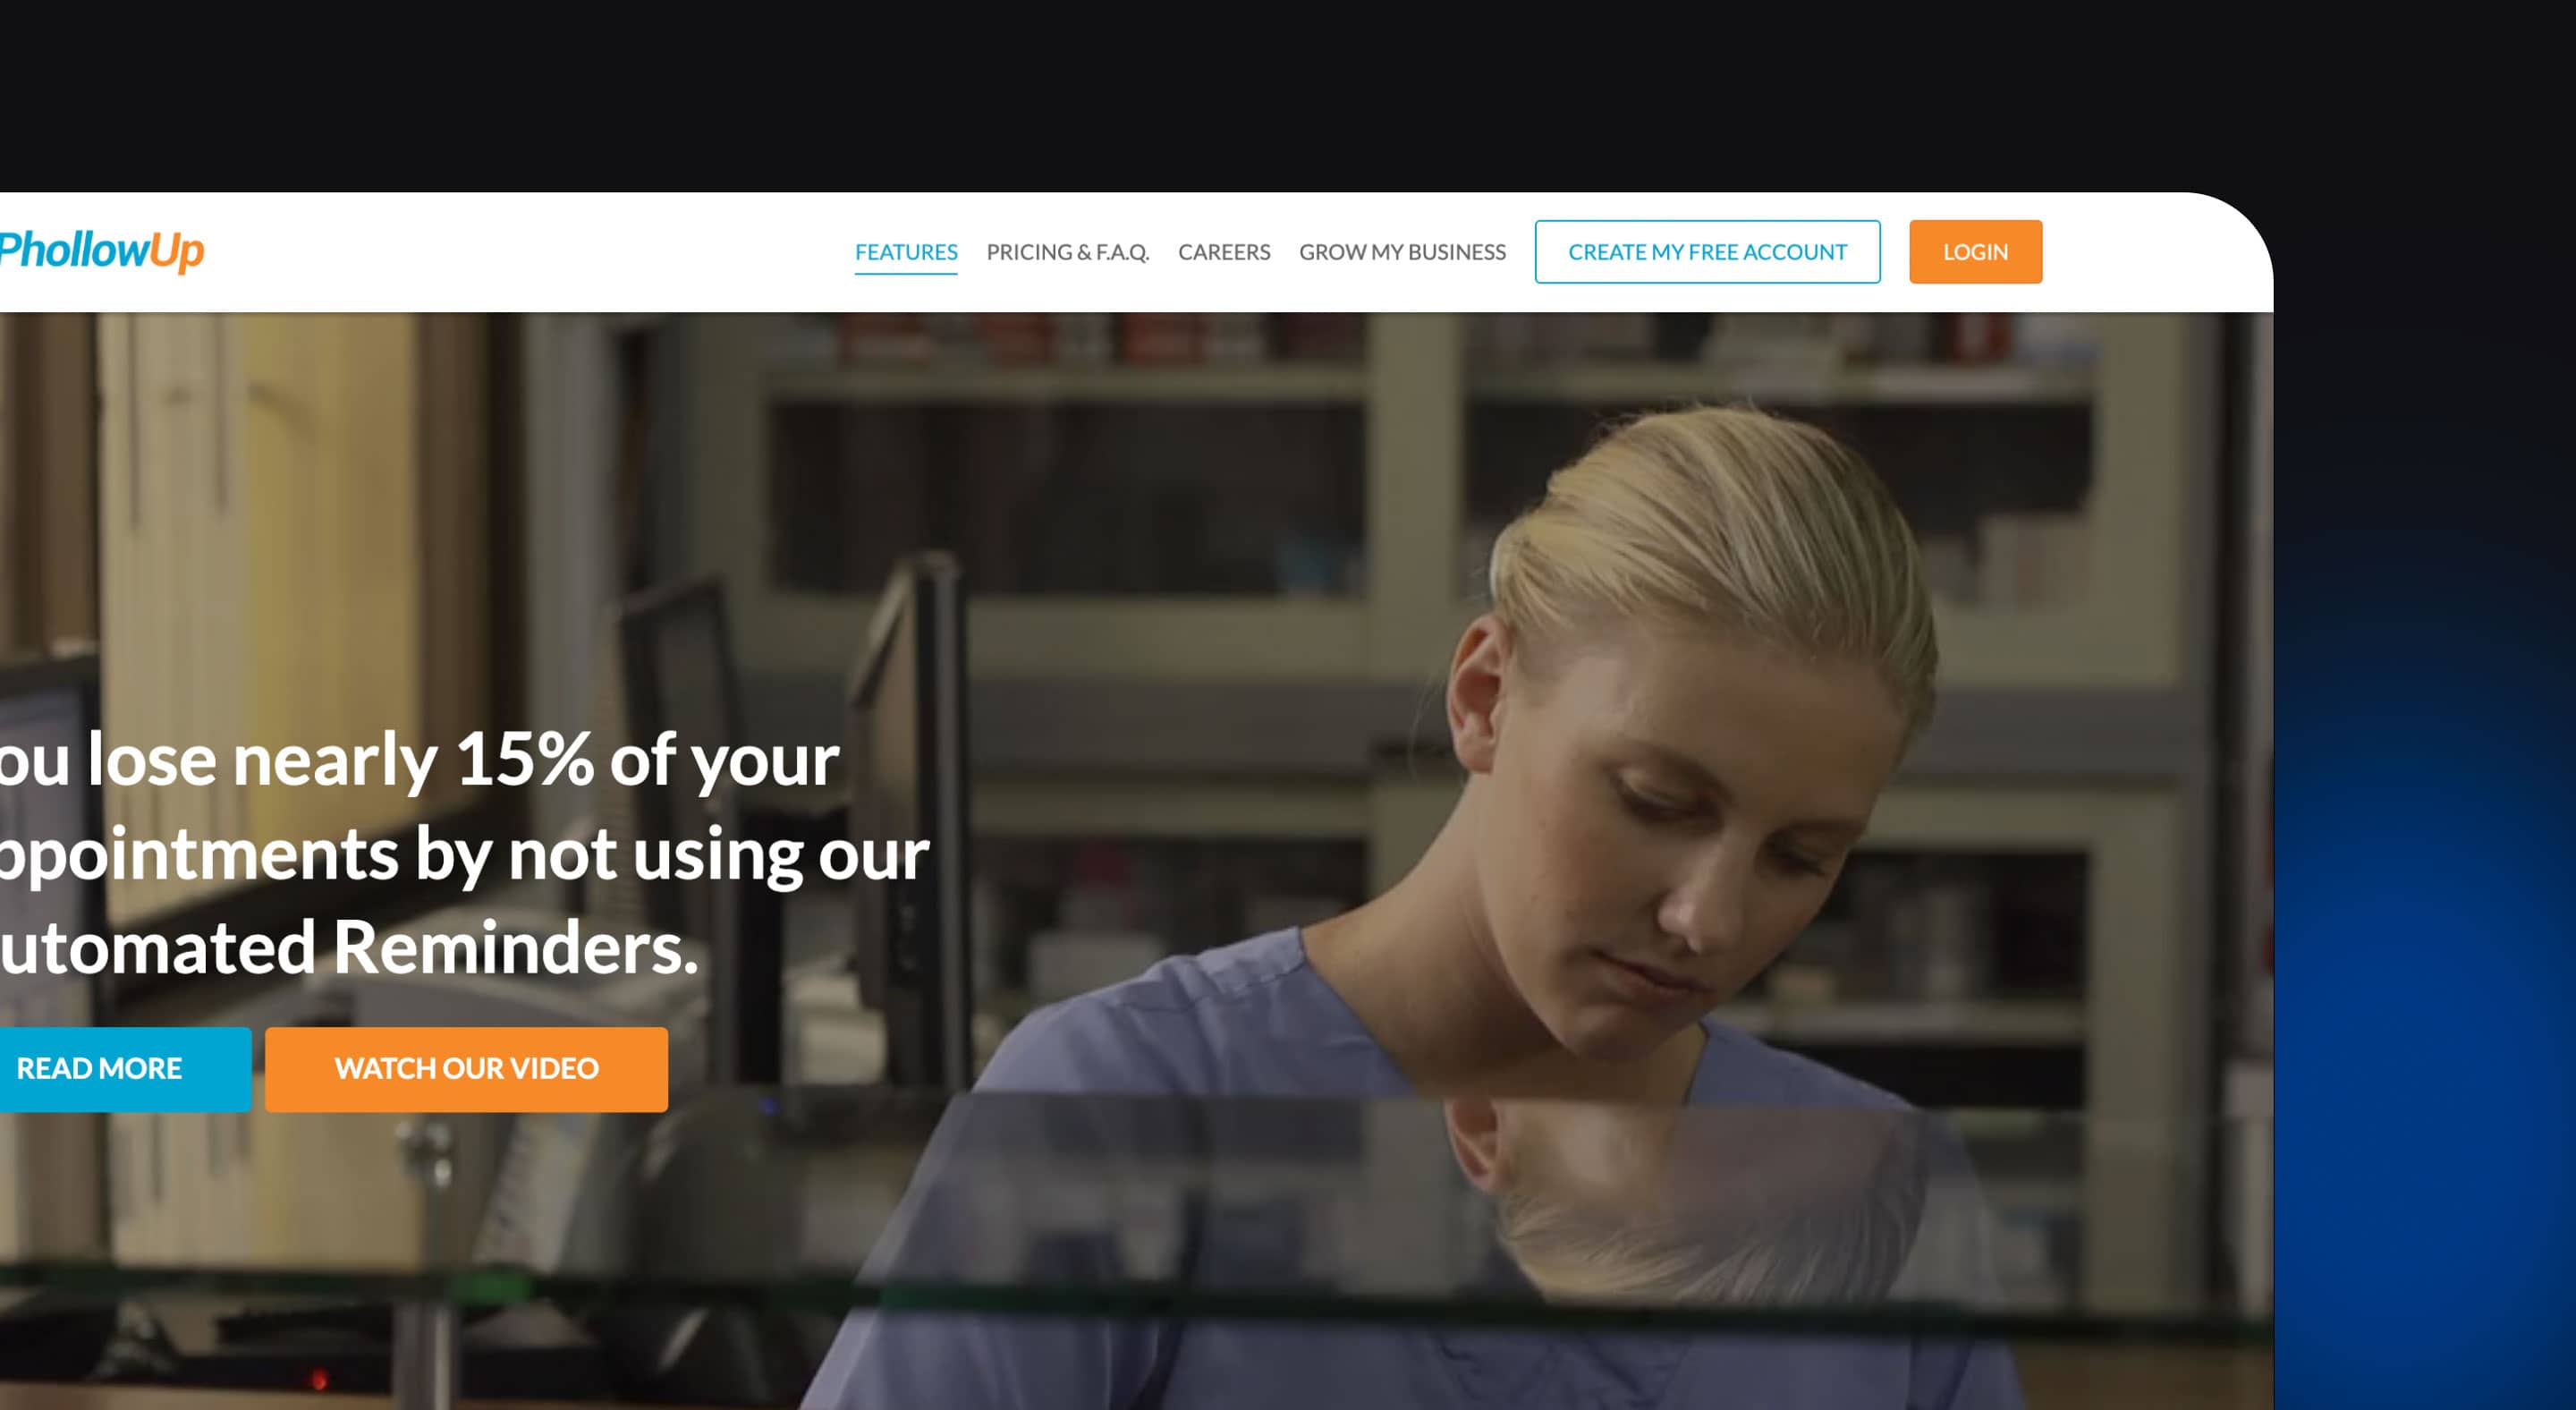 PhollowUp
FEATURES PRICING & F.A.Q. CAREERS GROW MY BUSINESS CREATE MY FREE ACCOUNT LOGIN
ou lose nearly 15% of your
ppointments by not using our
utomated Reminders.
READ MORE WATCH OUR VIDEO